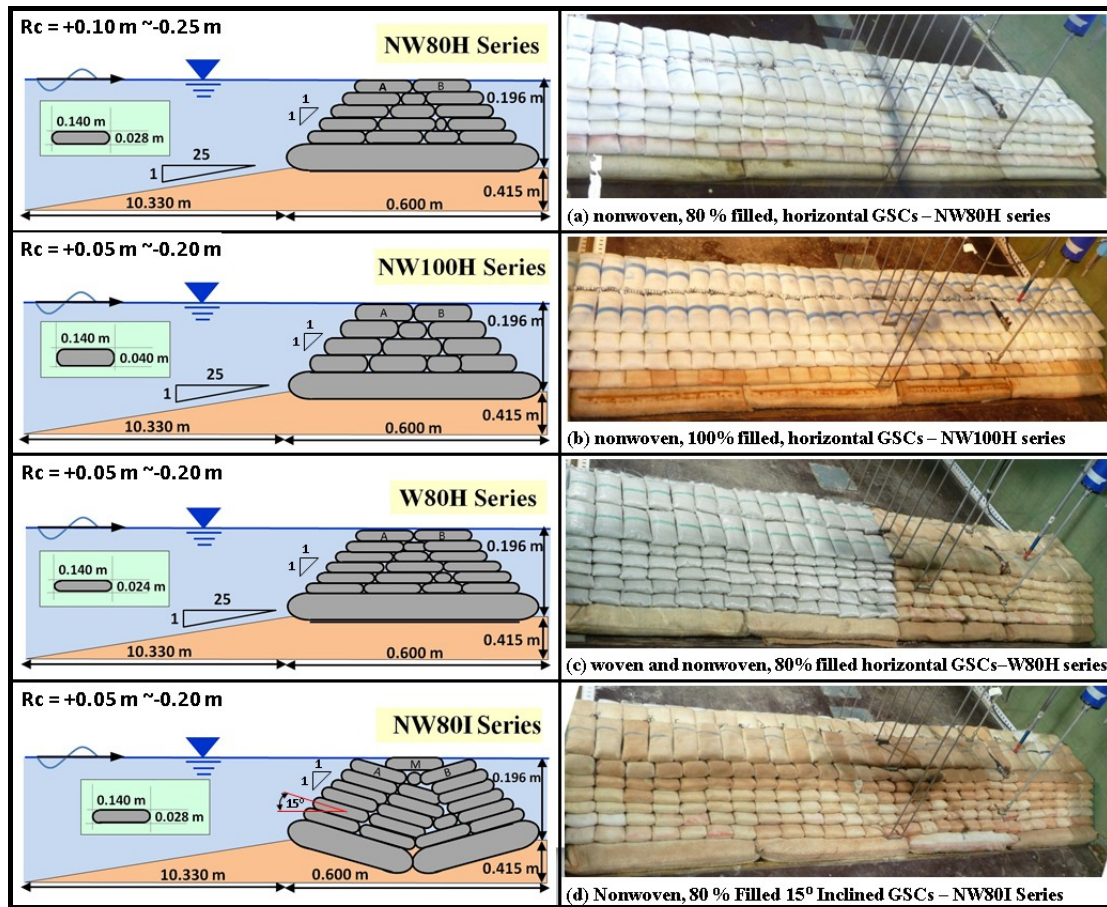 Rc = +0.10 m ~-0.25 m
NW80H Series
A
B
0.196 m
1
1
0.140 m
0.028 m
25
1
0.415 m
10.330 m
0.600 m
(a) nonwoven, 80 % filled, horizontal GSCs – NW80H series
Rc = +0.05 m ~-0.20 m
NW100H Series
A
B
0.196 m
1
1
0.140 m
0.040 m
25
1
0.415 m
10.330 m
0.600 m
(b) nonwoven, 100% filled, horizontal GSCs – NW100H series
Rc = +0.05 m ~-0.20 m
W80H Series
A
B
0.196 m
1
1
0.140 m
0.024 m
25
1
0.415 m
10.330 m
0.600 m
(c) woven and nonwoven, 80% filled horizontal GSCs–W80H series
Rc = +0.05 m ~-0.20 m
NW80I Series
M
A
B
0.196 m
1
1
15⁰
0.140 m
0.028 m
0.415 m
10.330 m
0.600 m
(d) Nonwoven, 80 % Filled 15⁰ Inclined GSCs – NW80I Series